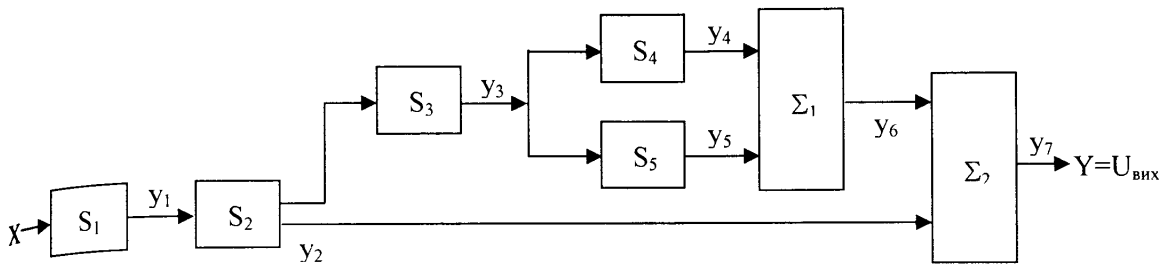 S₄
y₄
S₃
y₃
Σ₁
y₆
S₅
y₅
Σ₂
y₇
Y=Uвих
X
S₁
y₁
S₂
y₂